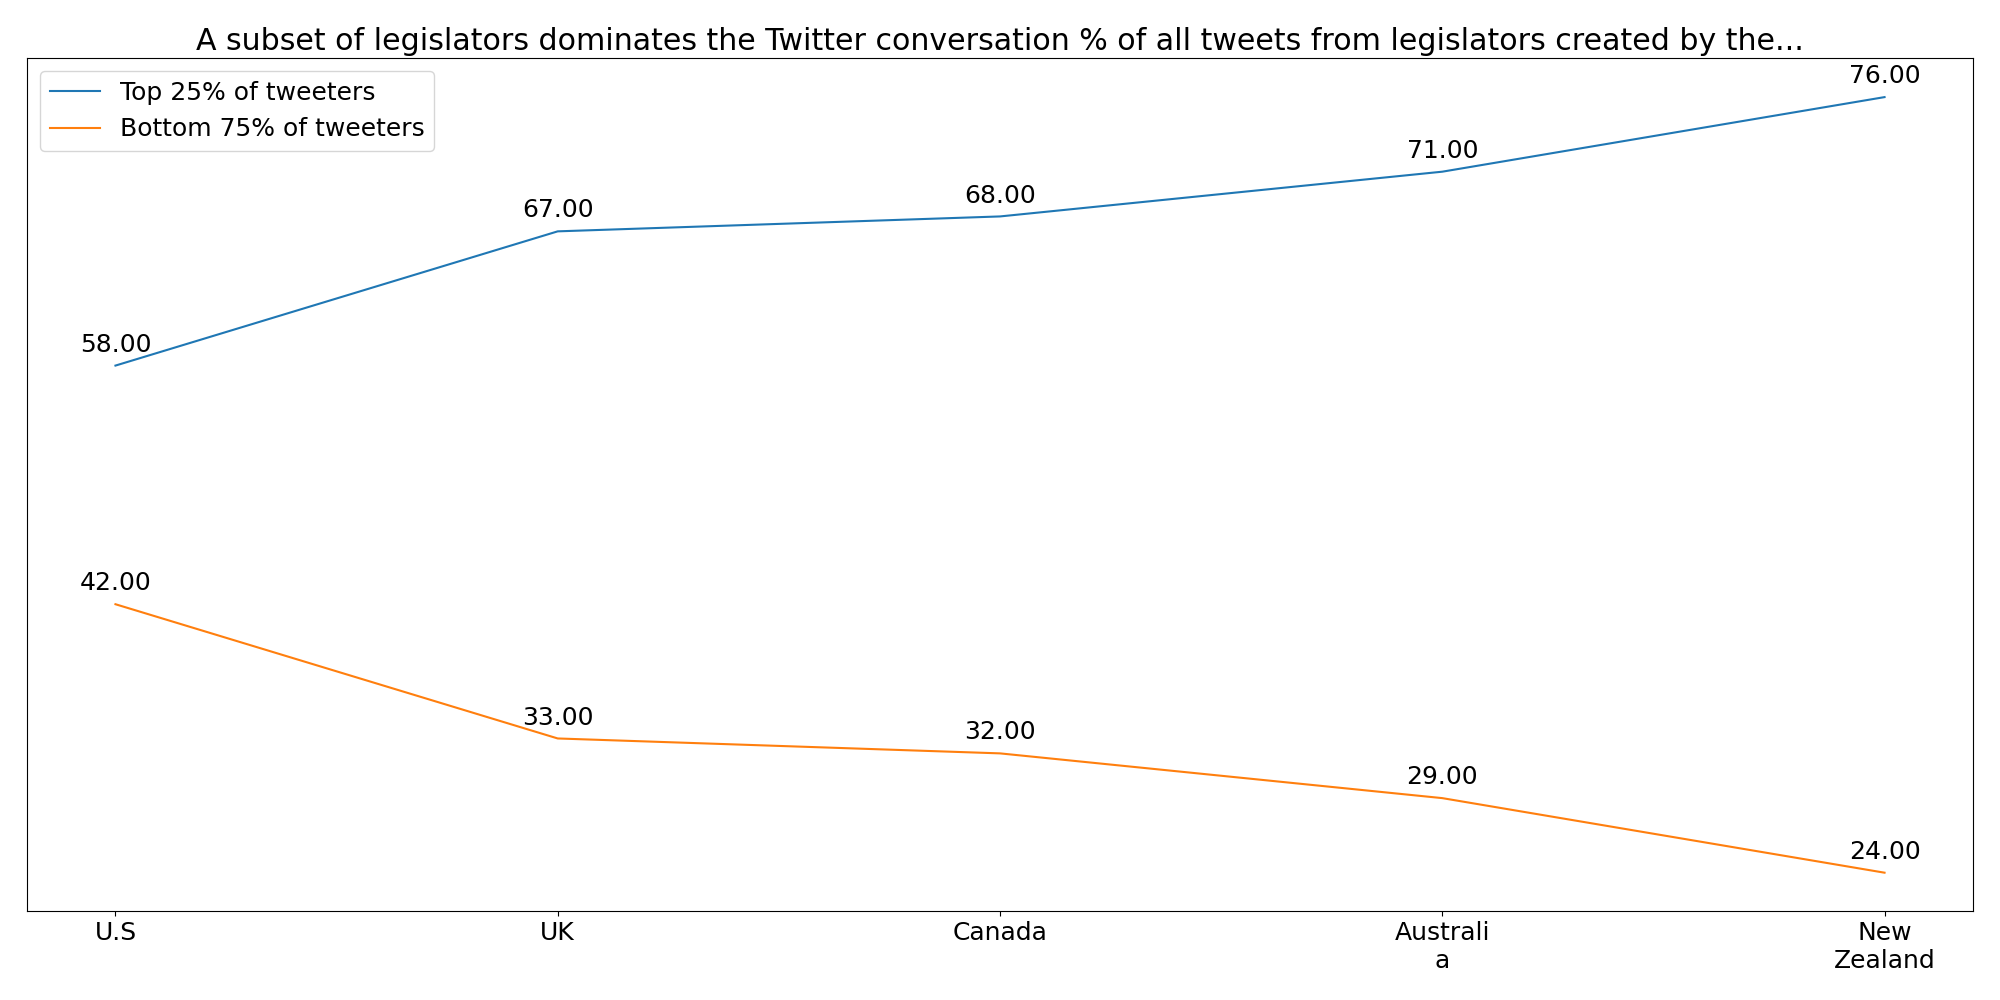 A subset of legislators dominates the Twitter conversation % of all tweets from legislators created by the...
Top 25% of tweeters
Bottom 75% of tweeters
76.00
71.00
68.00
67.00
58.00
42.00
33.00
32.00
29.00
24.00
U.S
UK
Canada
Australi
a
New
Zealand